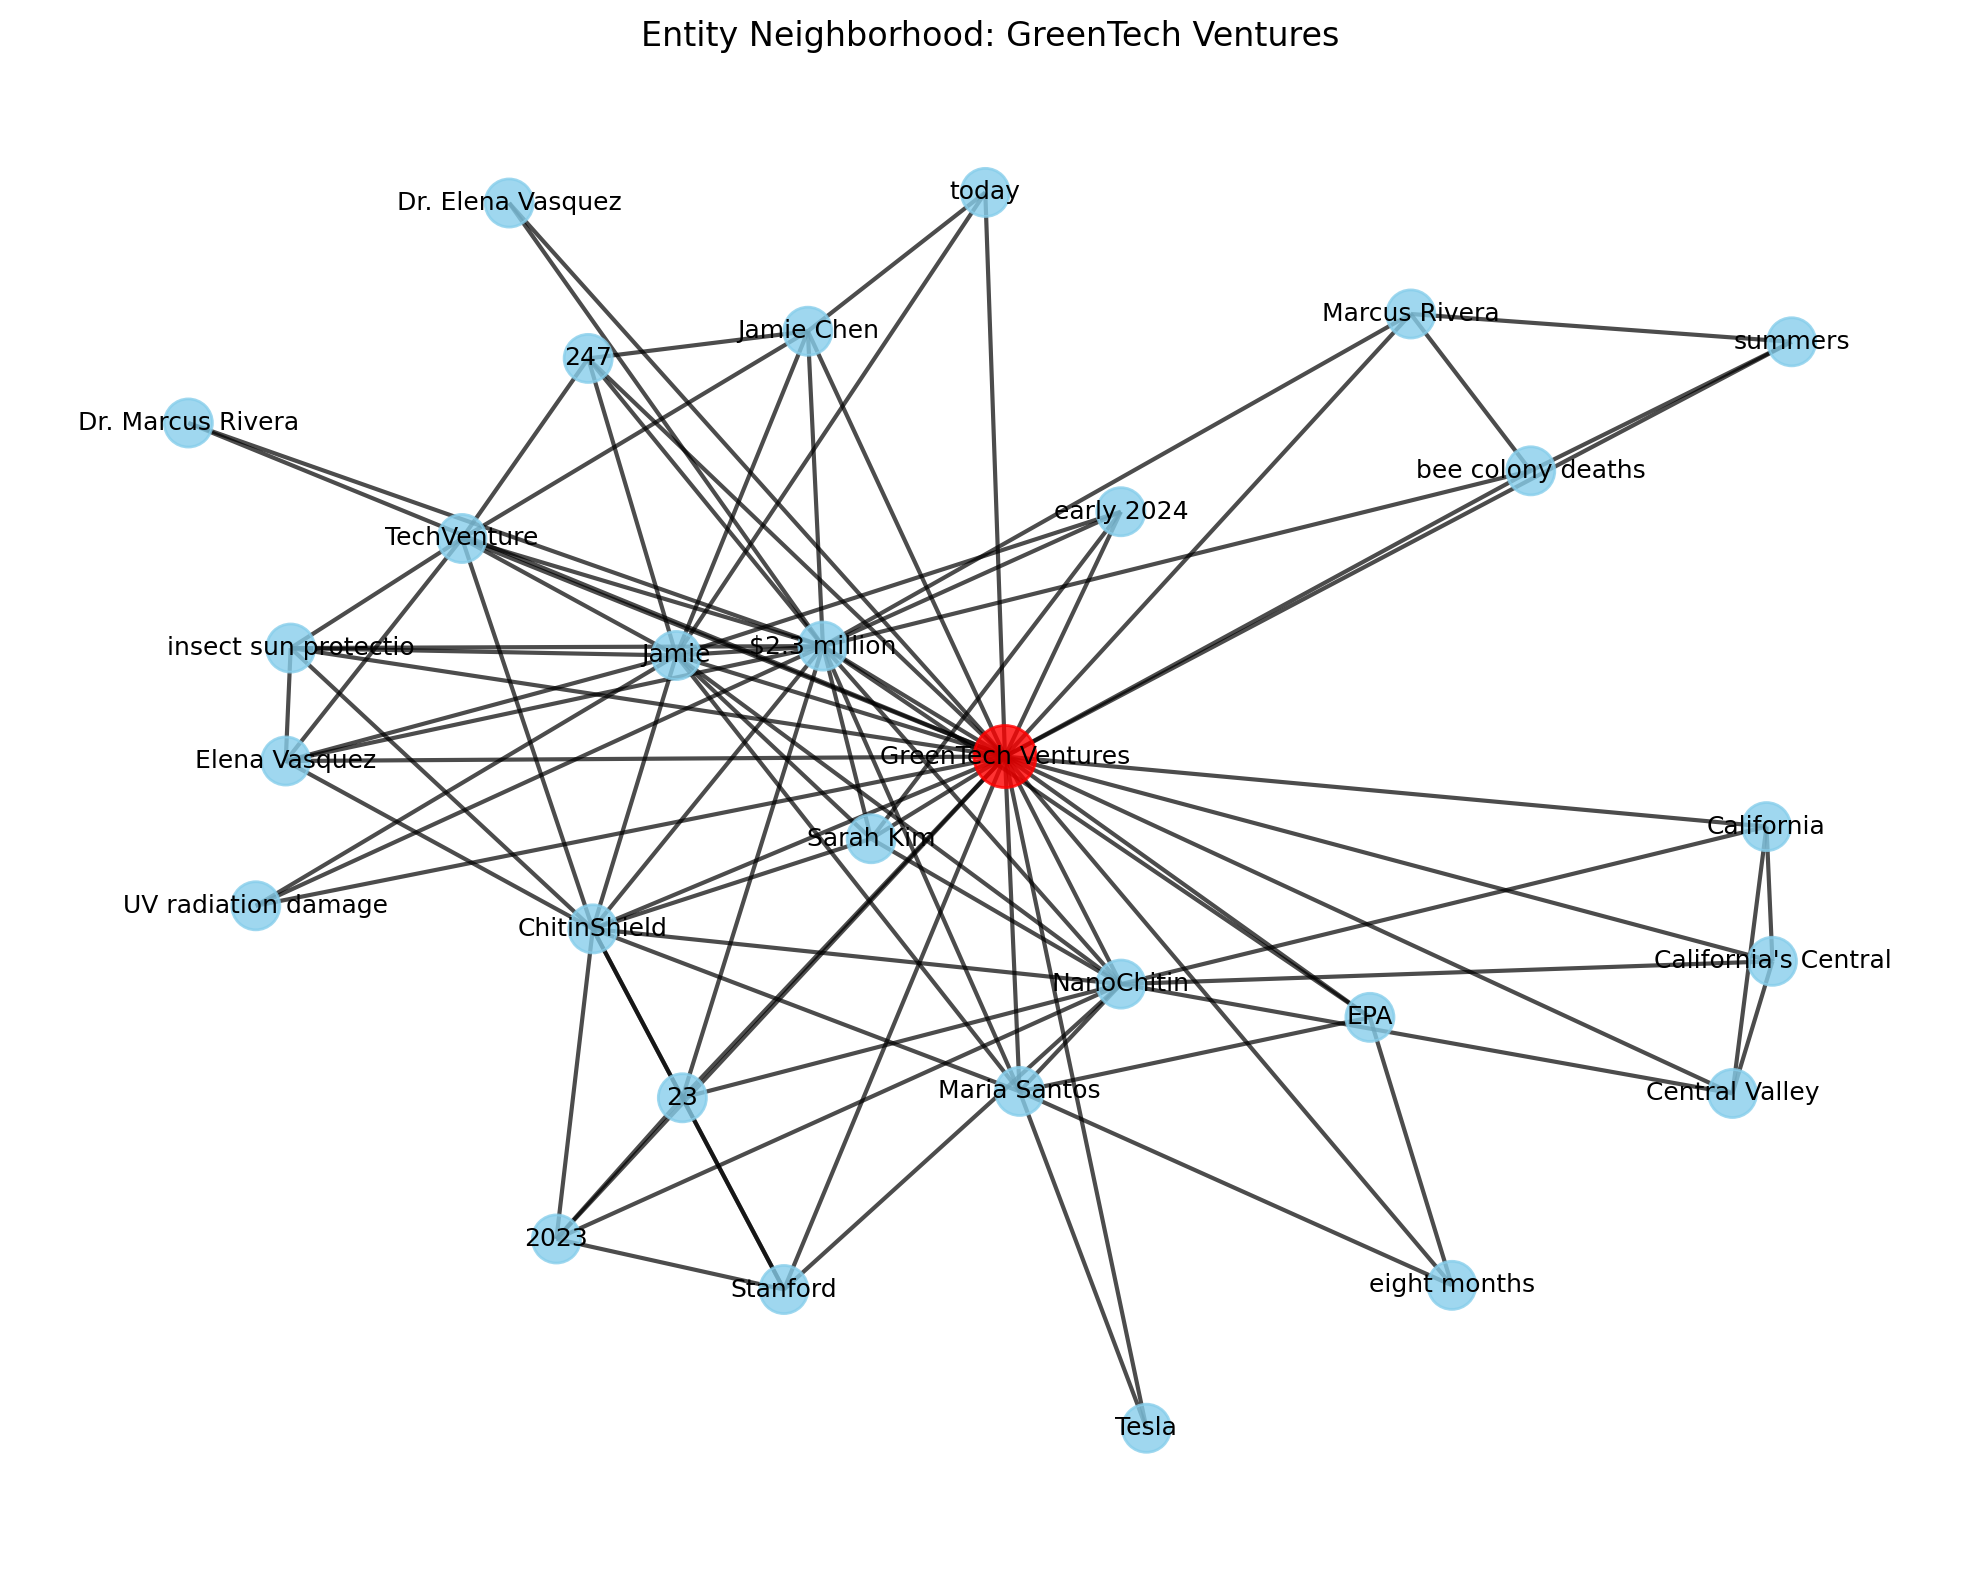 Entity Neighborhood: GreenTech Ventures
Dr. Elena Vasquez
today
Marcus Rivera
Jamie Chen
summers
247
Dr. Marcus Rivera
bee colony deaths
early 2024
TechVenture
insect sun protectio
Jamie
$2.3 million
GreenTech Ventures
Elena Vasquez
California
Sarah Kim
UV radiation damage
ChitinShield
California's Central
NanoChitin
EPA
Maria Santos
Central Valley
23
2023
Stanford
eight months
Tesla